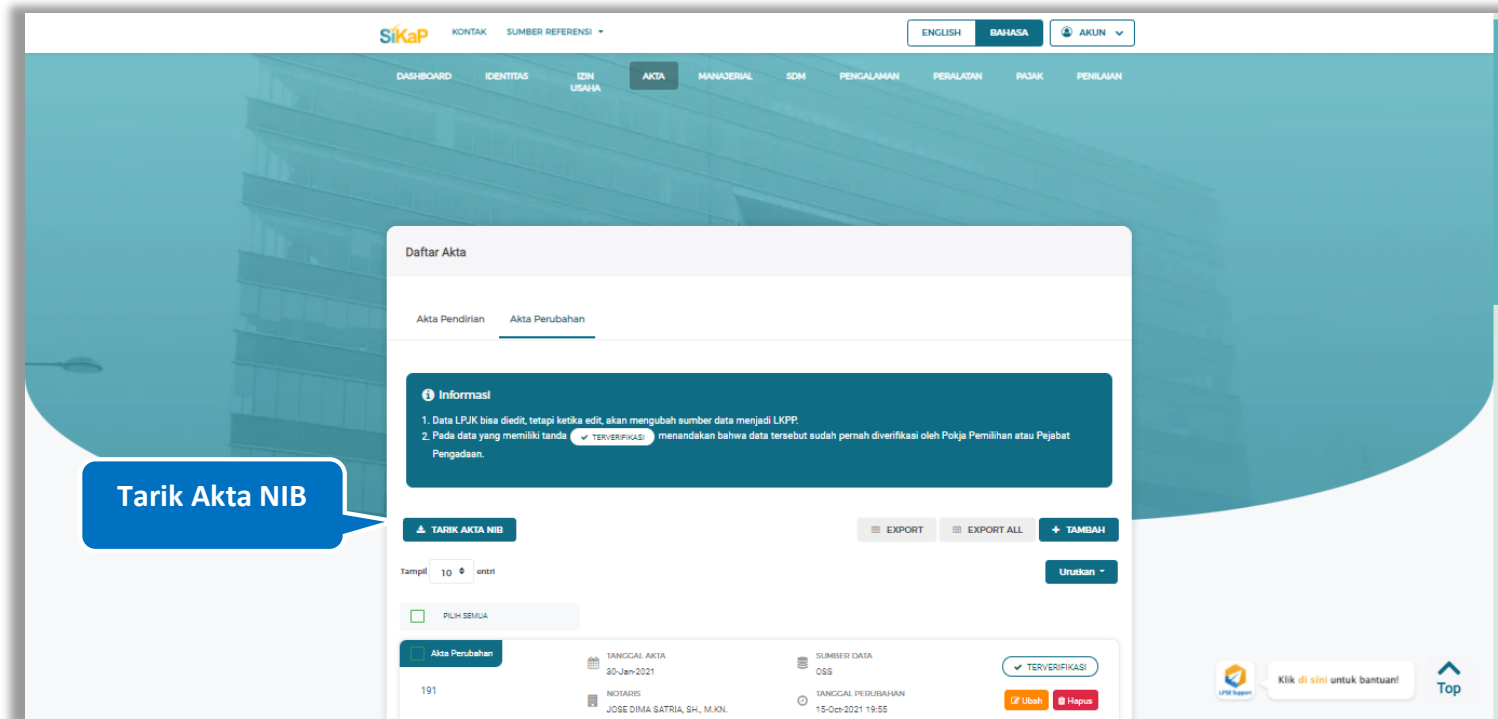 SiKaP KONTAK SUMBER REFERENSI ENGLISH BAHASA AKUN
DASHBOARD IDENTITAS IZIN USAHA AKTA MANAJERIAL SDM PENGALAMAN PERALATAN PAJAK PENILAIAN
Daftar Akta
Akta Pendirian Akta Perubahan
Informasi
1. Data LPJK bisa diedit, tetapi ketika edit, akan mengubah sumber data menjadi LKPP.
2. Pada data yang memiliki tanda TERVERIFIKASI menandakan bahwa data tersebut sudah pernah diverifikasi oleh Pokja Pemilihan atau Pejabat
Pengadaan.
Tarik Akta NIB
TARIK AKTA NIB EXPORT EXPORT ALL + TAMBAH
Tampil 10 entri Urutkan
PILIH SEMUA
Akta Perubahan TANGGAL AKTA SUMBER DATA
30-Jan-2021 OSS TERVERIFIKASI
191 NOTARIS TANGGAL PERUBAHAN
JOSE DIMA SATRIA, SH., M.KN. 15-Oct-2021 19:55 Ubah Hapus
LPSE Support Klik di sini untuk bantuan! Top